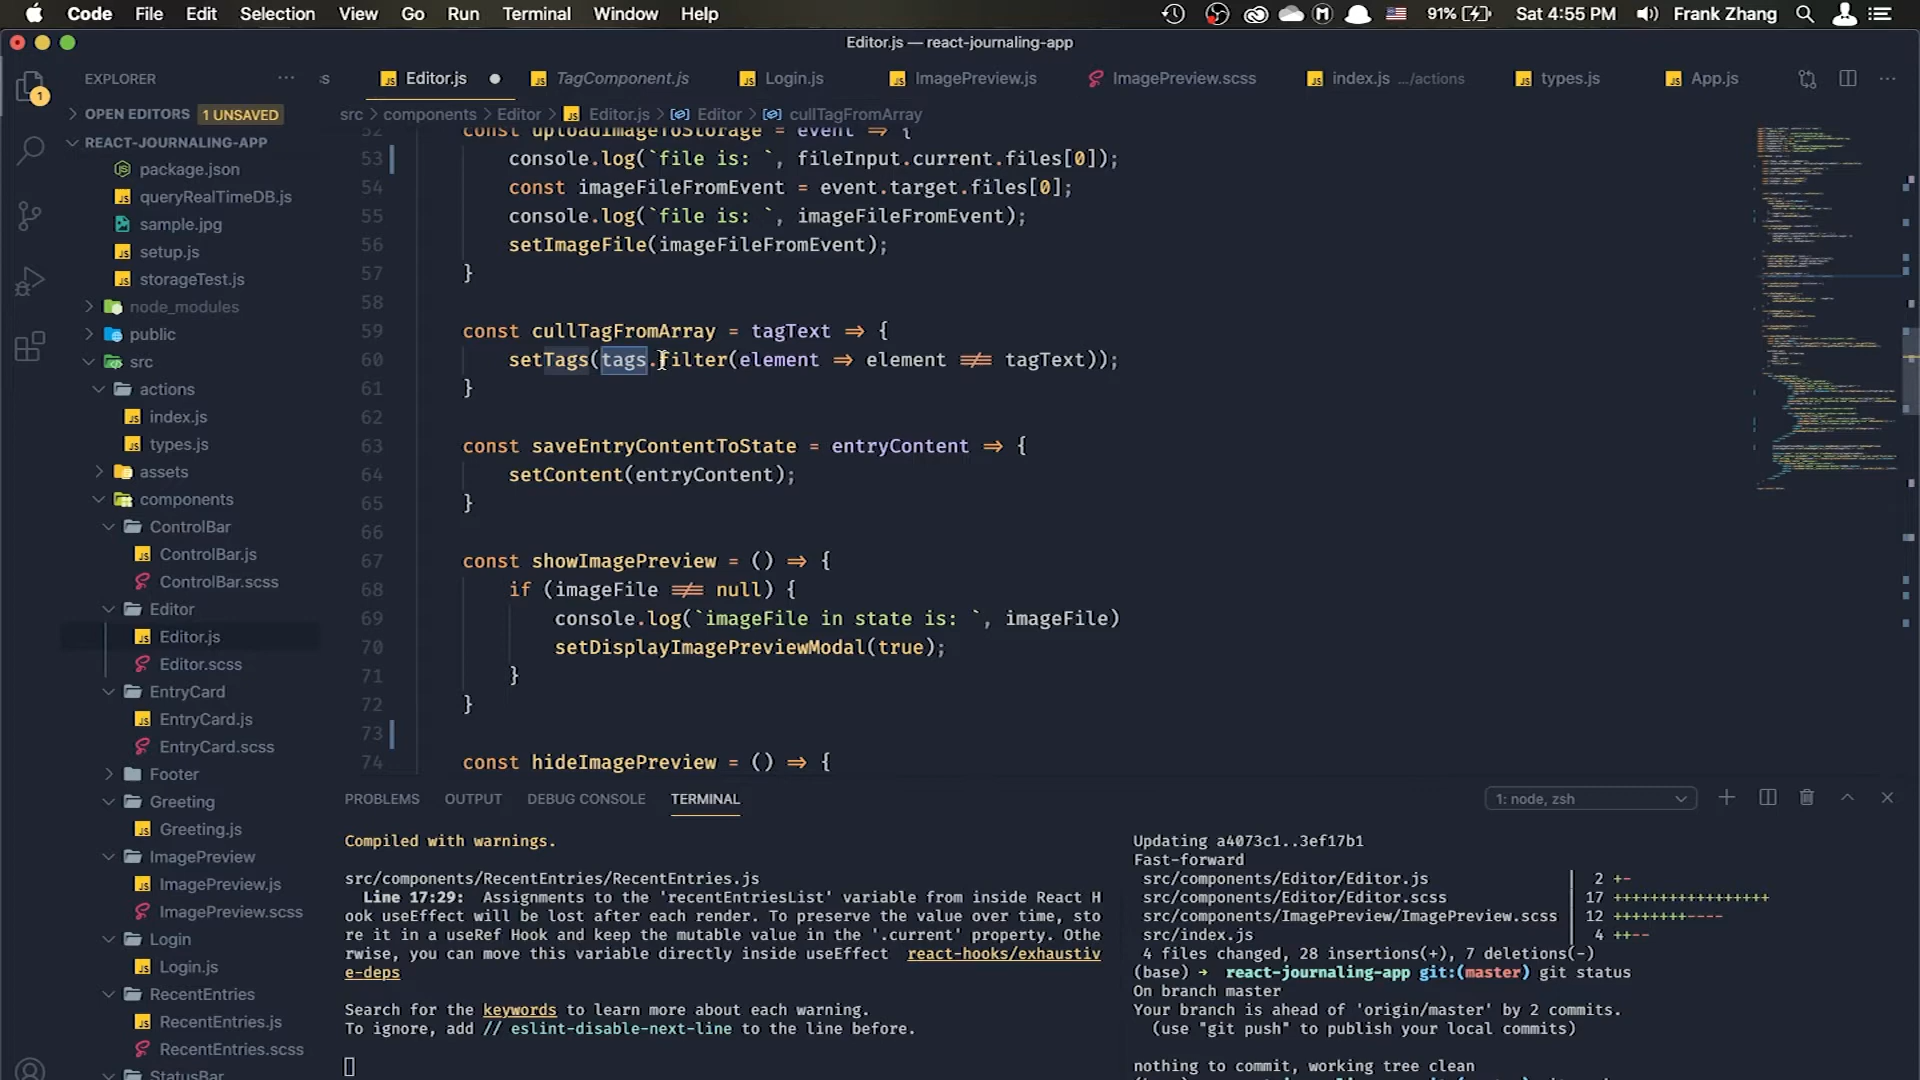 Code File Edit Selection View Go Run Terminal Window Help 91% Sat 4:55 PM Frank Zhang
Editor.js — react-journaling-app
EXPLORER
s Editor.js TagComponent.js Login.js ImagePreview.js ImagePreview.scss index.js .../actions types.js App.js
1
OPEN EDITORS 1 UNSAVED
REACT-JOURNALING-APP
package.json
queryRealTimeDB.js
sample.jpg
setup.js
storageTest.js
node_modules
public
src
actions
index.js
types.js
assets
components
ControlBar
ControlBar.js
ControlBar.scss
Editor
Editor.js
Editor.scss
EntryCard
EntryCard.js
EntryCard.scss
Footer
Greeting
Greeting.js
ImagePreview
ImagePreview.js
ImagePreview.scss
Login
Login.js
RecentEntries
RecentEntries.js
RecentEntries.scss
StatusBar
src > components > Editor > Editor.js > Editor > cullTagFromArray
52 const uploadImageToStorage = event => {
53 console.log(`file is: `, fileInput.current.files[0]);
54 const imageFileFromEvent = event.target.files[0];
55 console.log(`file is: `, imageFileFromEvent);
56 setImageFile(imageFileFromEvent);
57 }
58
59 const cullTagFromArray = tagText => {
60 setTags(tags.filter(element => element !== tagText));
61 }
62
63 const saveEntryContentToState = entryContent => {
64 setContent(entryContent);
65 }
66
67 const showImagePreview = () => {
68 if (imageFile !== null) {
69 console.log(`imageFile in state is: `, imageFile)
70 setDisplayImagePreviewModal(true);
71 }
72 }
73
74 const hideImagePreview = () => {
PROBLEMS OUTPUT DEBUG CONSOLE TERMINAL 1: node, zsh
Compiled with warnings.
src/components/RecentEntries/RecentEntries.js
Line 17:29: Assignments to the 'recentEntriesList' variable from inside React H
ook useEffect will be lost after each render. To preserve the value over time, sto
re it in a useRef Hook and keep the mutable value in the '.current' property. Othe
rwise, you can move this variable directly inside useEffect react-hooks/exhaustiv
e-deps
Search for the keywords to learn more about each warning.
To ignore, add // eslint-disable-next-line to the line before.
Updating a4073c1..3ef17b1
Fast-forward
src/components/Editor/Editor.js | 2 +-
src/components/Editor/Editor.scss | 17 +++++++++++++++++
src/components/ImagePreview/ImagePreview.scss | 12 ++++++++----
src/index.js | 4 ++--
4 files changed, 28 insertions(+), 7 deletions(-)
(base) → react-journaling-app git:(master) git status
On branch master
Your branch is ahead of 'origin/master' by 2 commits.
(use "git push" to publish your local commits)
nothing to commit, working tree clean